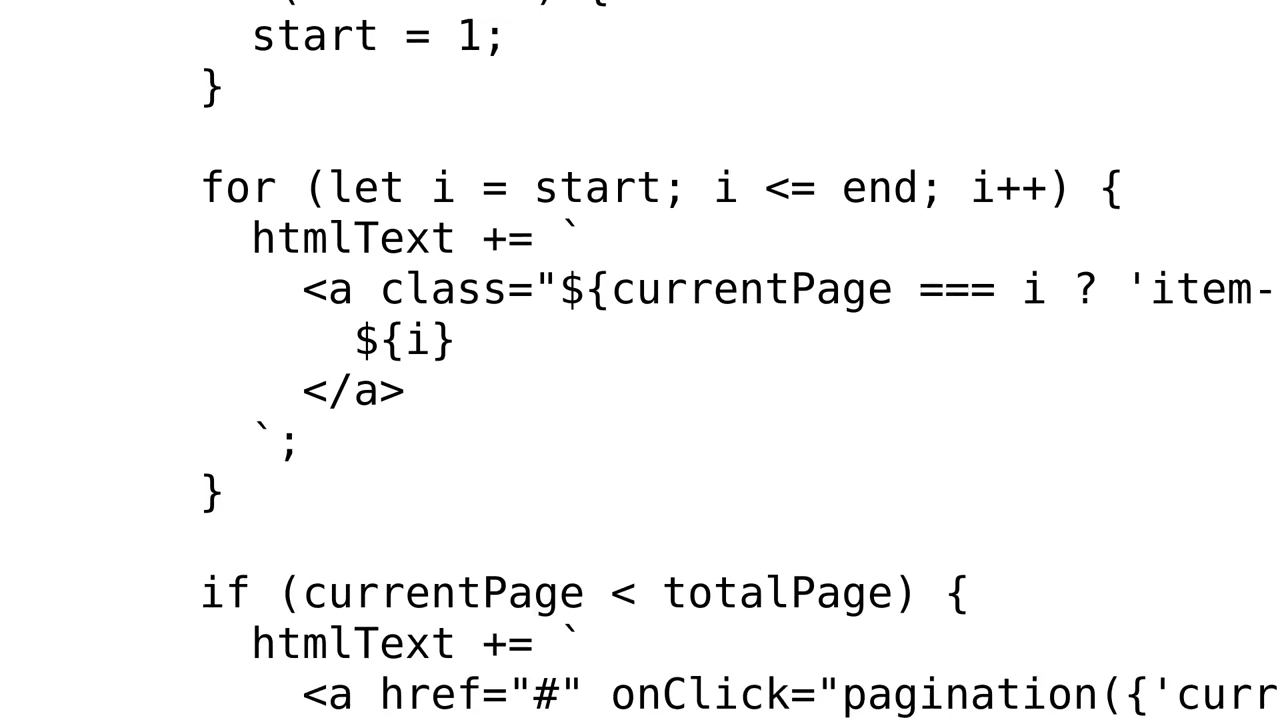 start = 1;
}
for (let i = start; i <= end; i++) {
htmlText += `
<a class="${currentPage === i ? 'item-
${i}
</a>
`;
}
if (currentPage < totalPage) {
htmlText += `
<a href="#" onClick="pagination({'curr